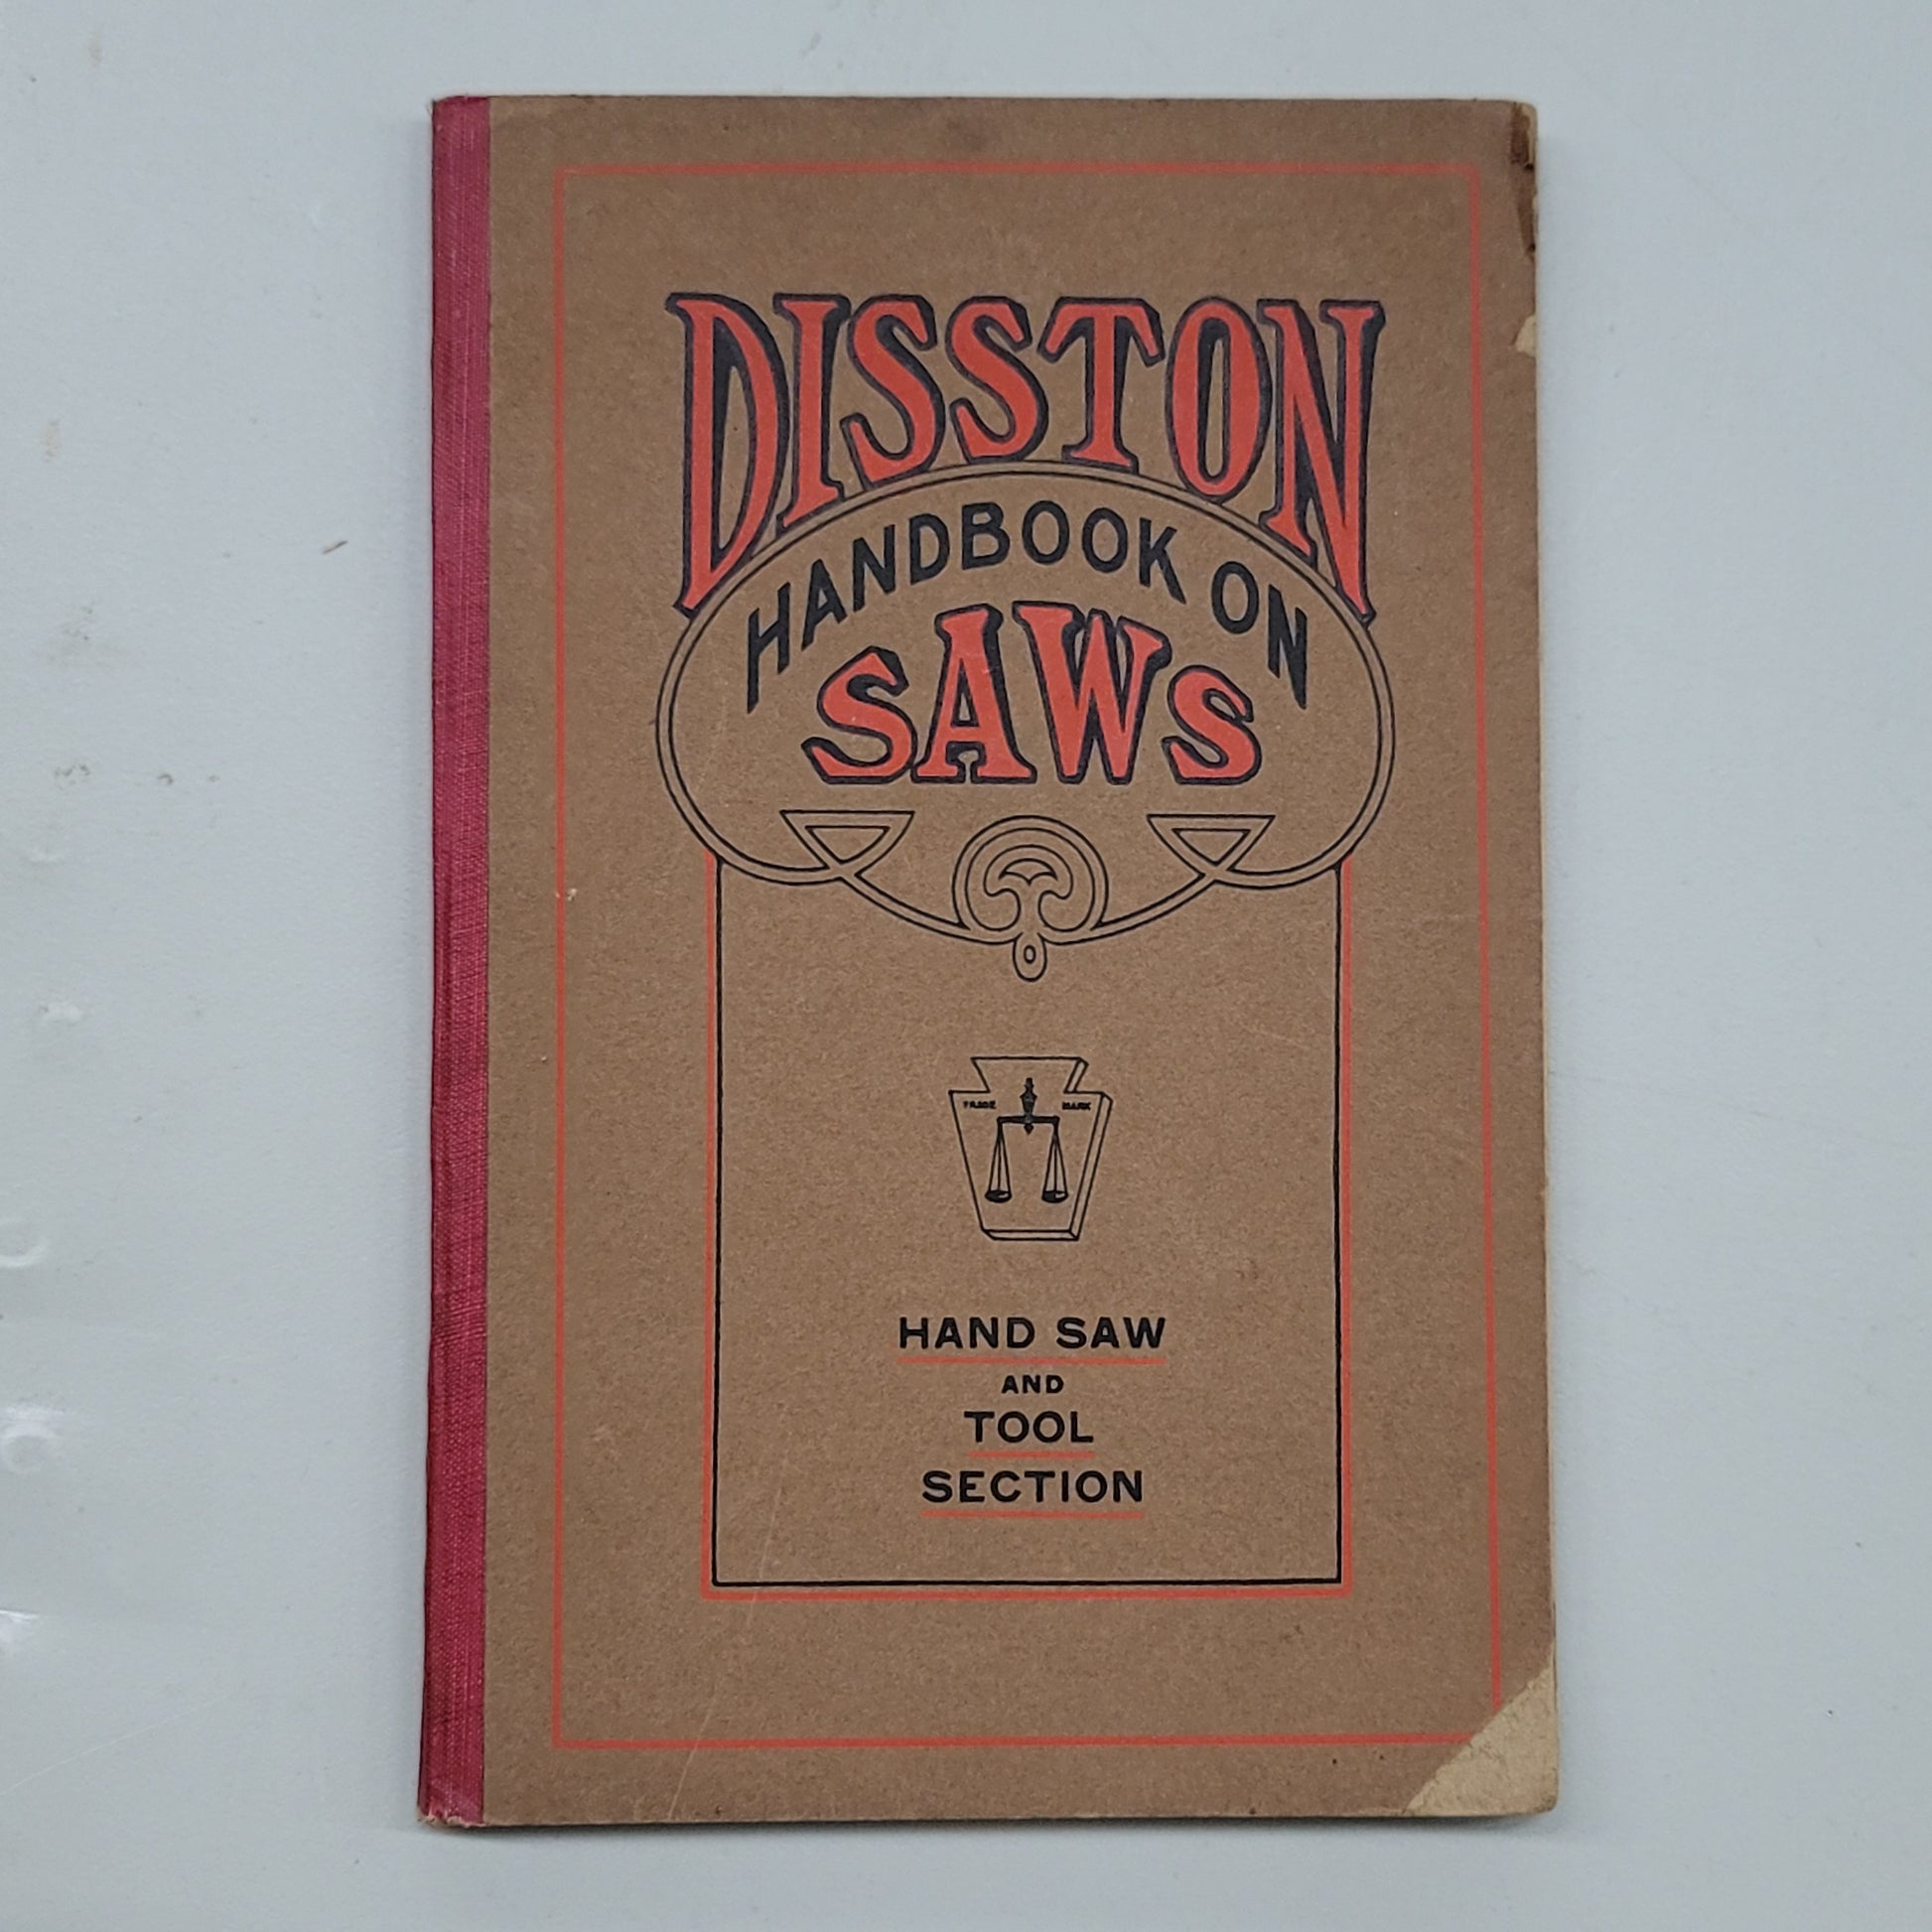 DISSTON
HANDBOOK ON
SAWS
TRADE MARK
HAND SAW
AND
TOOL
SECTION